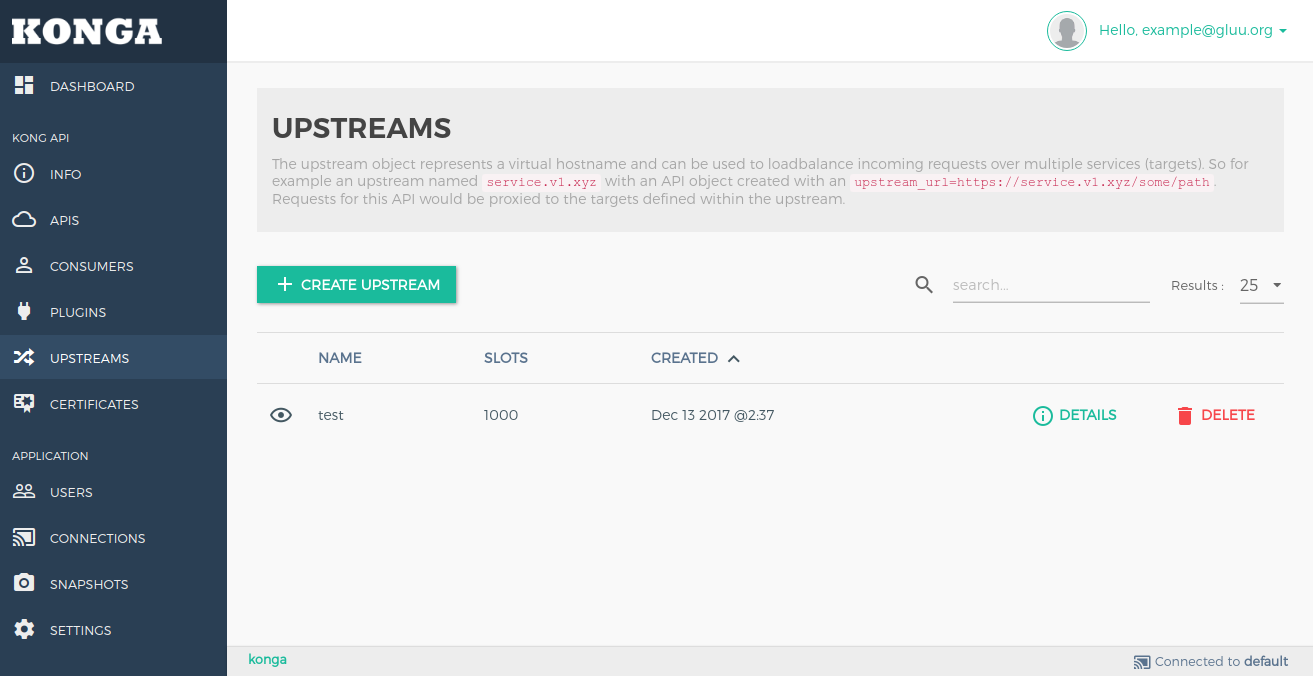 KONGA
Hello, example@gluu.org
DASHBOARD
KONG API
INFO
APIS
CONSUMERS
PLUGINS
UPSTREAMS
CERTIFICATES
APPLICATION
USERS
CONNECTIONS
SNAPSHOTS
SETTINGS
UPSTREAMS
The upstream object represents a virtual hostname and can be used to loadbalance incoming requests over multiple services (targets). So for
example an upstream named service.v1.xyz with an API object created with an upstream_url=https://service.v1.xyz/some/path.
Requests for this API would be proxied to the targets defined within the upstream.
CREATE UPSTREAM search... Results : 25
NAME SLOTS CREATED
test 1000 Dec 13 2017 @2:37 DETAILS DELETE
konga Connected to default